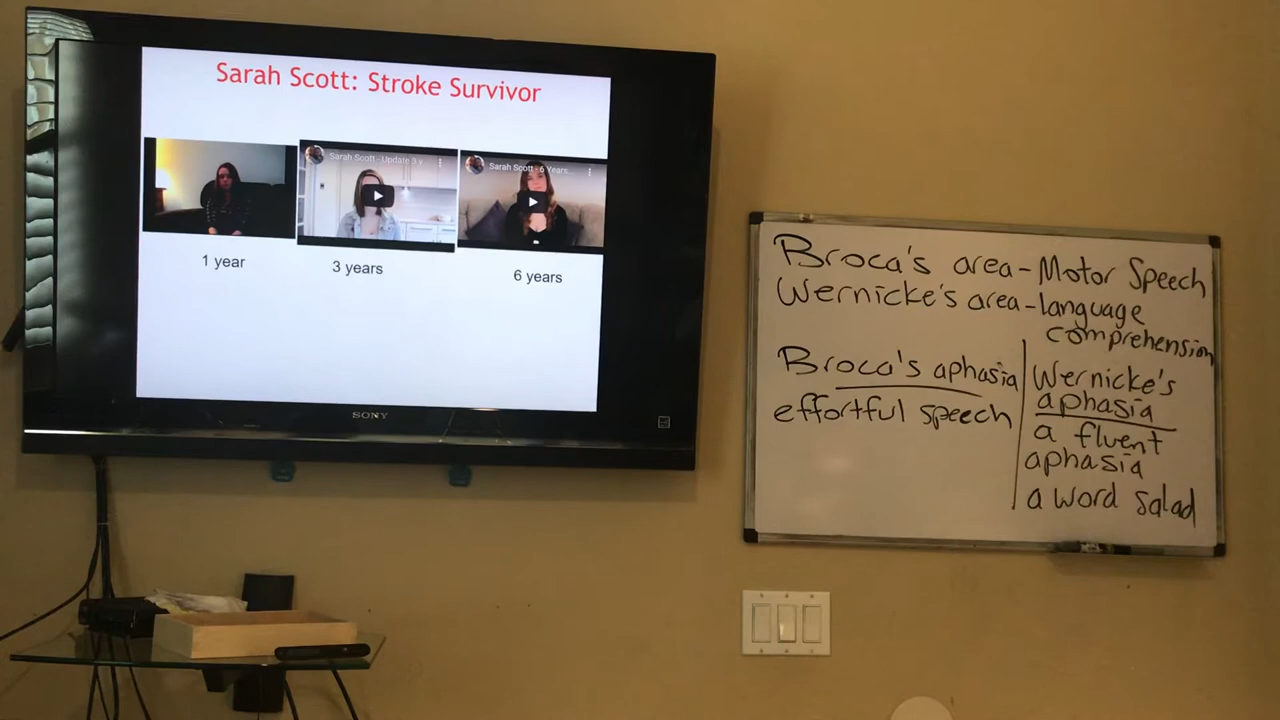 Sarah Scott: Stroke Survivor
Sarah Scott - Update 3 y
Sarah Scott - 6 Years...
1 year
3 years
6 years
SONY
Broca's area - Motor Speech
Wernicke's area - language
comprehension
Broca's aphasia
effortful speech
Wernicke's
aphasia
a fluent
aphasia
a word salad